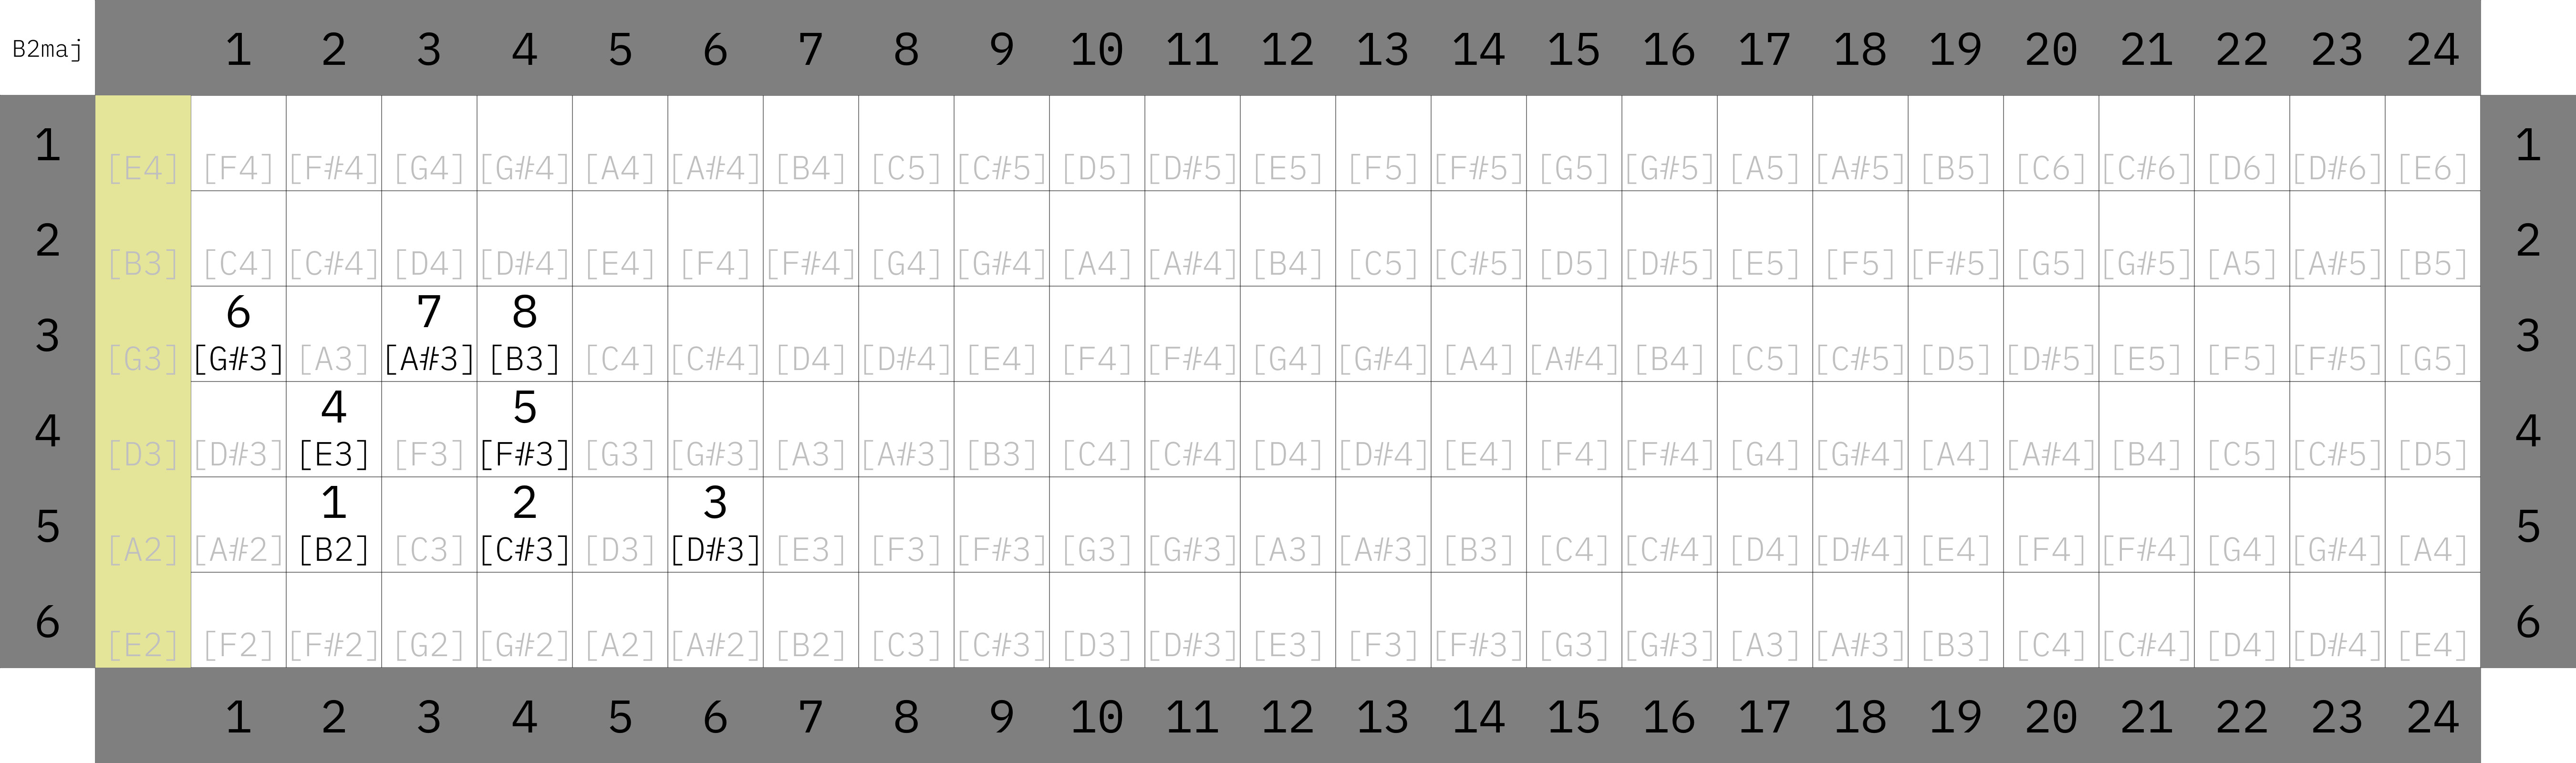 B2maj 1 2 3 4 5 6 7 8 9 10 11 12 13 14 15 16 17 18 19 20 21 22 23 24
1 [E4] [F4] [F#4] [G4] [G#4] [A4] [A#4] [B4] [C5] [C#5] [D5] [D#5] [E5] [F5] [F#5] [G5] [G#5] [A5] [A#5] [B5] [C6] [C#6] [D6] [D#6] [E6] 1
2 [B3] [C4] [C#4] [D4] [D#4] [E4] [F4] [F#4] [G4] [G#4] [A4] [A#4] [B4] [C5] [C#5] [D5] [D#5] [E5] [F5] [F#5] [G5] [G#5] [A5] [A#5] [B5] 2
6 7 8
3 [G3] [G#3] [A3] [A#3] [B3] [C4] [C#4] [D4] [D#4] [E4] [F4] [F#4] [G4] [G#4] [A4] [A#4] [B4] [C5] [C#5] [D5] [D#5] [E5] [F5] [F#5] [G5] 3
4 5
4 [D3] [D#3] [E3] [F3] [F#3] [G3] [G#3] [A3] [A#3] [B3] [C4] [C#4] [D4] [D#4] [E4] [F4] [F#4] [G4] [G#4] [A4] [A#4] [B4] [C5] [C#5] [D5] 4
1 2 3
5 [A2] [A#2] [B2] [C3] [C#3] [D3] [D#3] [E3] [F3] [F#3] [G3] [G#3] [A3] [A#3] [B3] [C4] [C#4] [D4] [D#4] [E4] [F4] [F#4] [G4] [G#4] [A4] 5
6 [E2] [F2] [F#2] [G2] [G#2] [A2] [A#2] [B2] [C3] [C#3] [D3] [D#3] [E3] [F3] [F#3] [G3] [G#3] [A3] [A#3] [B3] [C4] [C#4] [D4] [D#4] [E4] 6
1 2 3 4 5 6 7 8 9 10 11 12 13 14 15 16 17 18 19 20 21 22 23 24